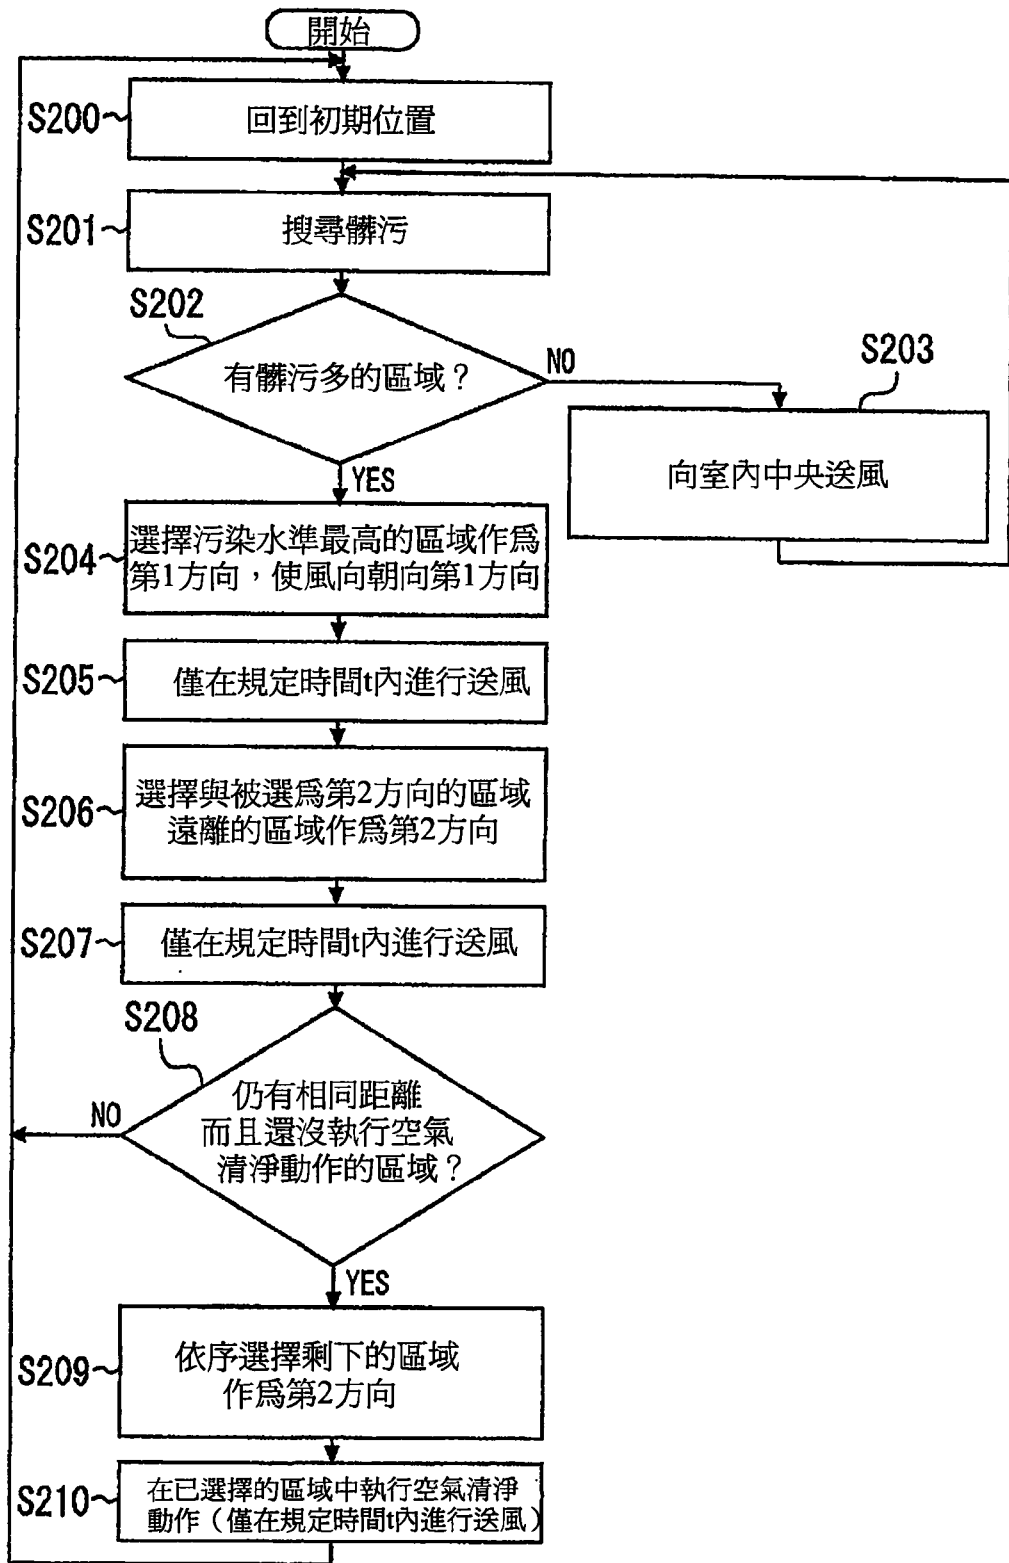 開始
S200
回到初期位置
S201
搜尋髒污
S202
有髒污多的區域？
NO
S203
向室內中央送風
YES
S204
選擇污染水準最高的區域作爲
第1方向，使風向朝向第1方向
S205
僅在規定時間t內進行送風
S206
選擇與被選爲第2方向的區域
遠離的區域作爲第2方向
S207
僅在規定時間t內進行送風
S208
仍有相同距離
而且還沒執行空氣
清淨動作的區域？
NO
YES
S209
依序選擇剩下的區域
作爲第2方向
S210
在已選擇的區域中執行空氣清淨
動作（僅在規定時間t內進行送風）